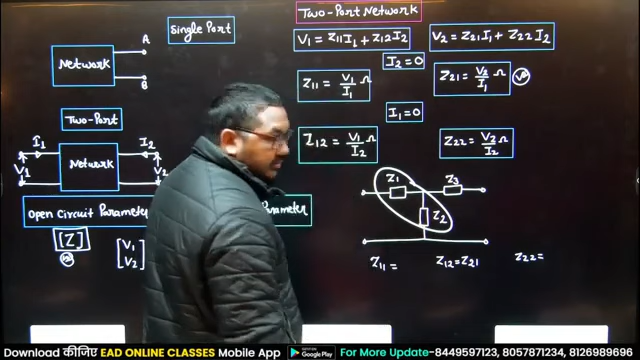 Single Port
Two-Port Network
V1 = Z11 I1 + Z12 I2
V2 = Z21 I1 + Z22 I2
A
Network
B
I2 = 0
Z11 = V1/I1 Ω
Z21 = V2/I1 Ω
I1 = 0
Two-Port
I1
I2
V1
Network
V2
Z12 = V1/I2 Ω
Z22 = V2/I2 Ω
Z1
Z3
Z2
Open Circuit Parameter
Parameter
[Z]
V1
V2
Z11 =
Z12 = Z21
Z22 =
Download कीजिए EAD ONLINE CLASSES Mobile App
Google Play
For More Update-8449597123, 8057871234, 8126989696